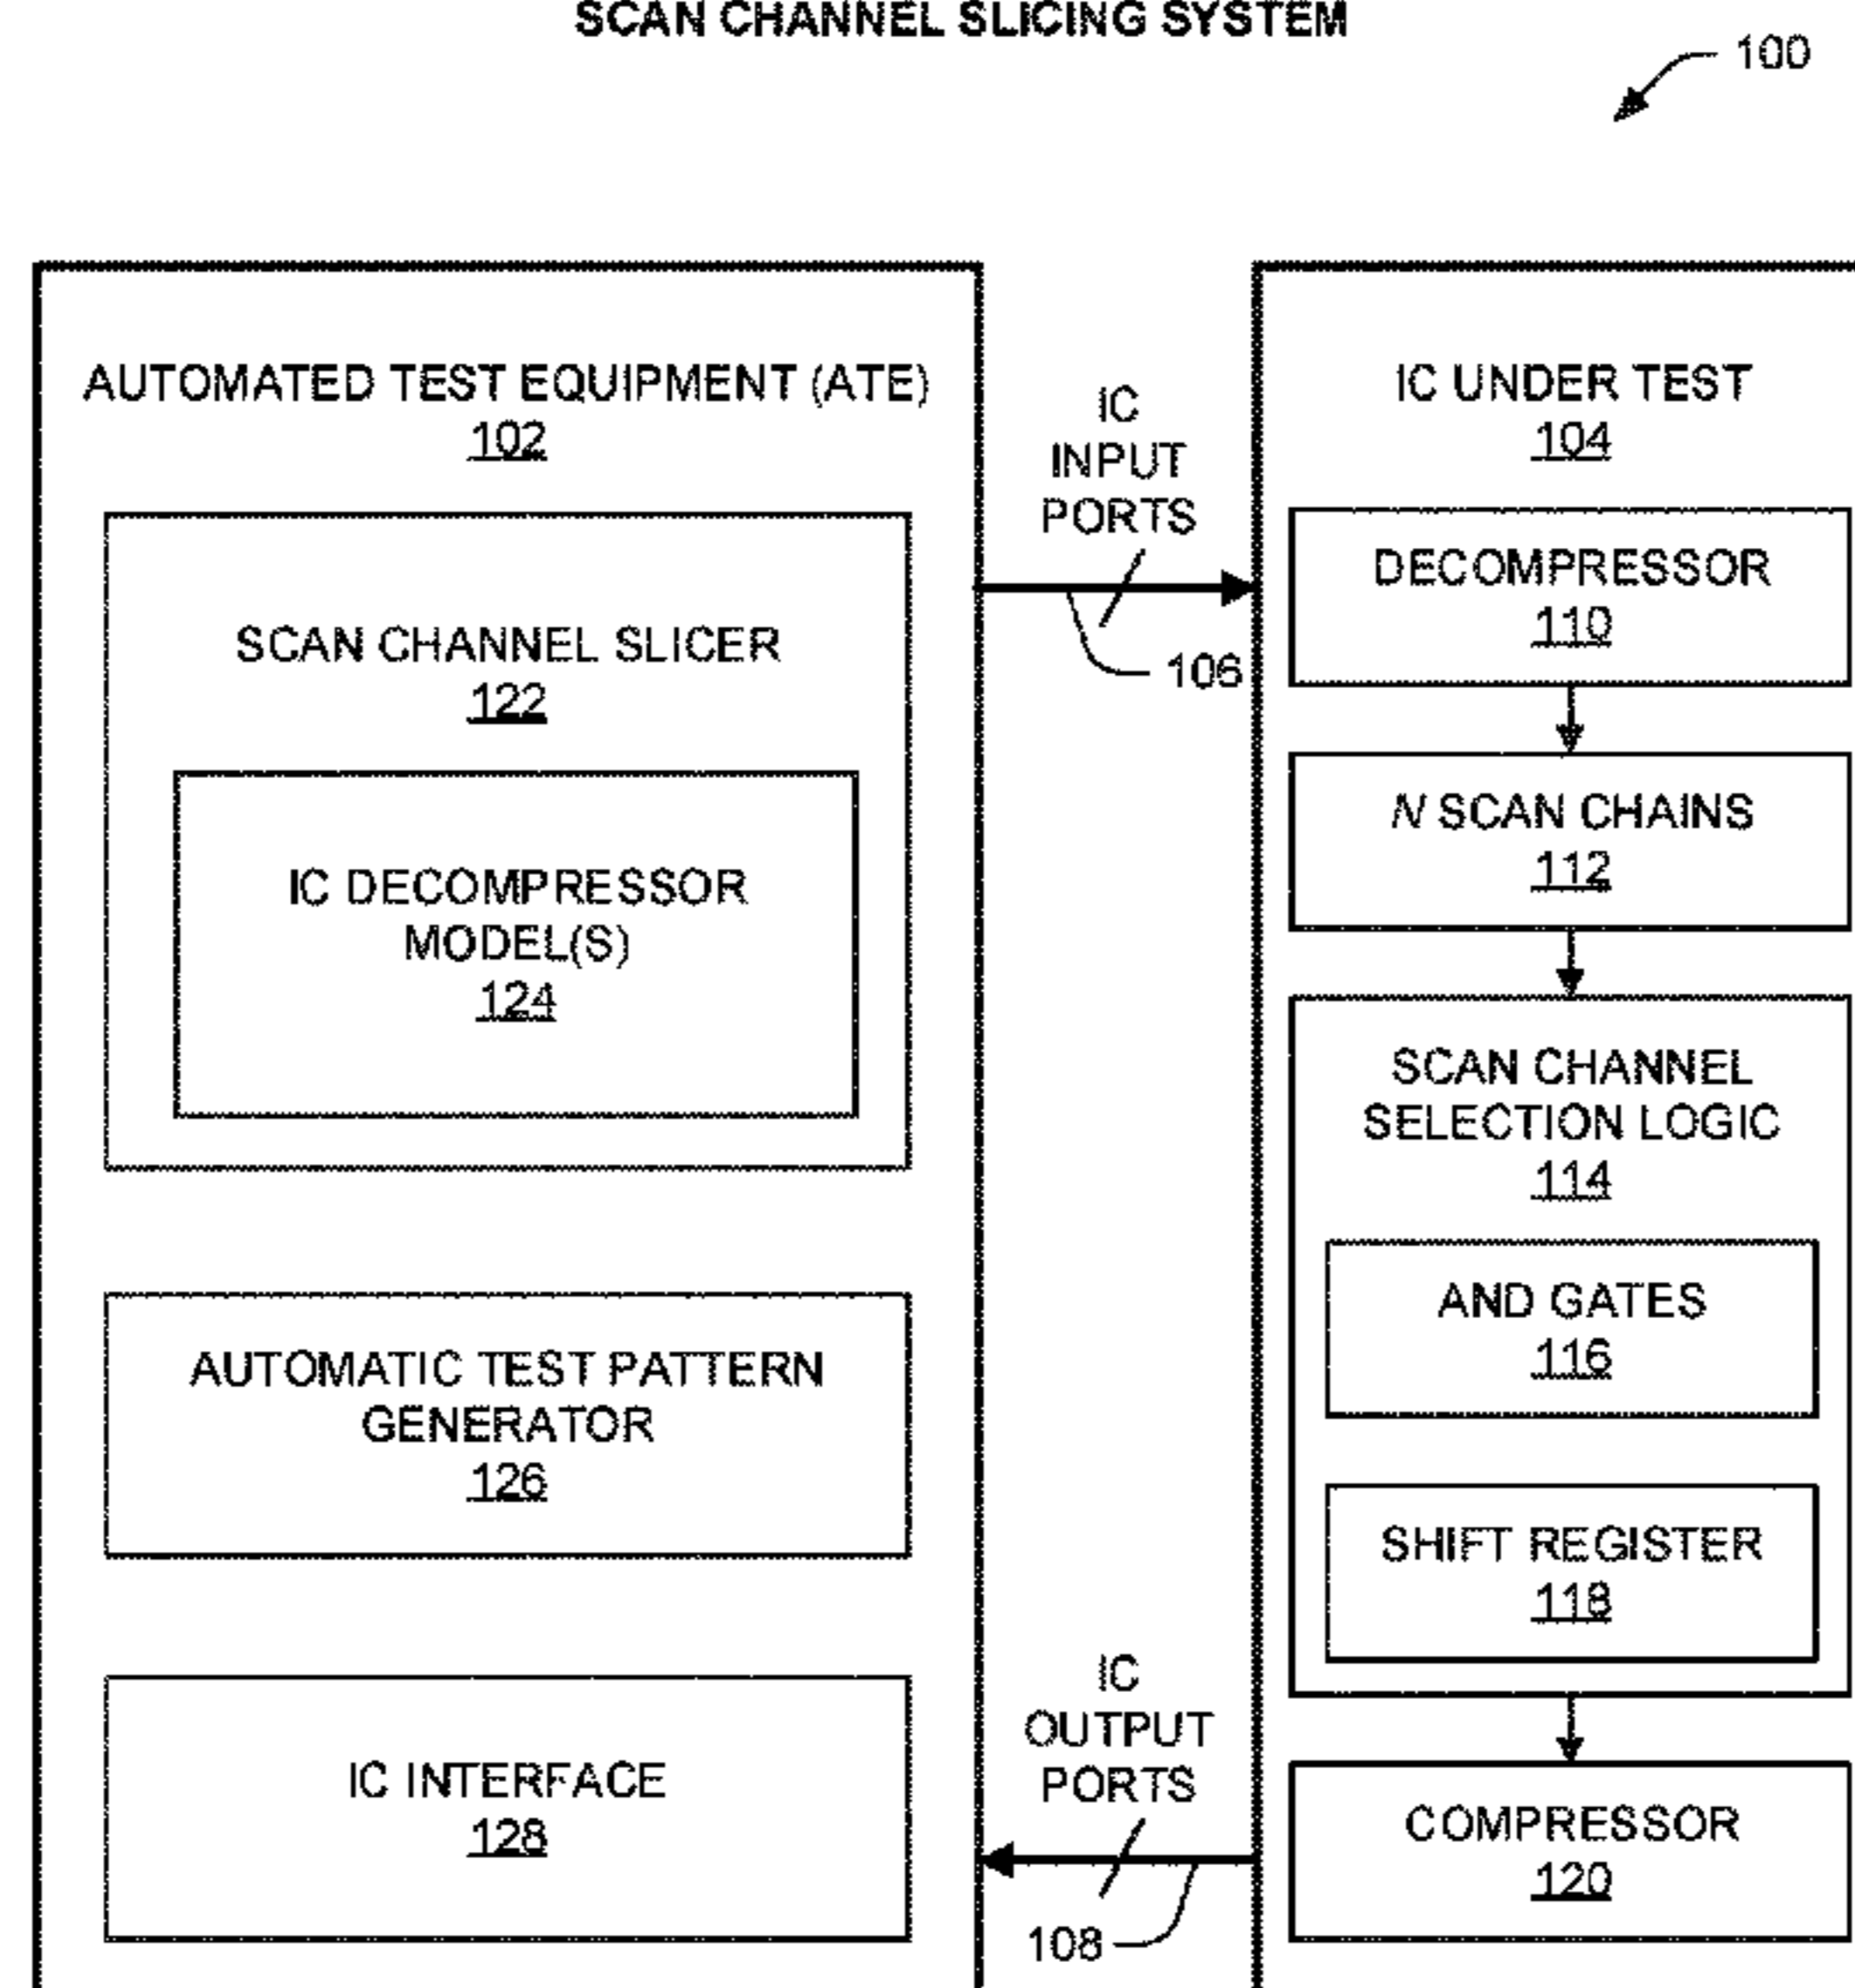 SCAN CHANNEL SLICING SYSTEM
100
AUTOMATED TEST EQUIPMENT (ATE)
102
SCAN CHANNEL SLICER
122
IC DECOMPRESSOR
MODEL(S)
124
AUTOMATIC TEST PATTERN
GENERATOR
126
IC INTERFACE
128
IC
INPUT
PORTS
106
IC
OUTPUT
PORTS
108
IC UNDER TEST
104
DECOMPRESSOR
110
N SCAN CHAINS
112
SCAN CHANNEL
SELECTION LOGIC
114
AND GATES
116
SHIFT REGISTER
118
COMPRESSOR
120